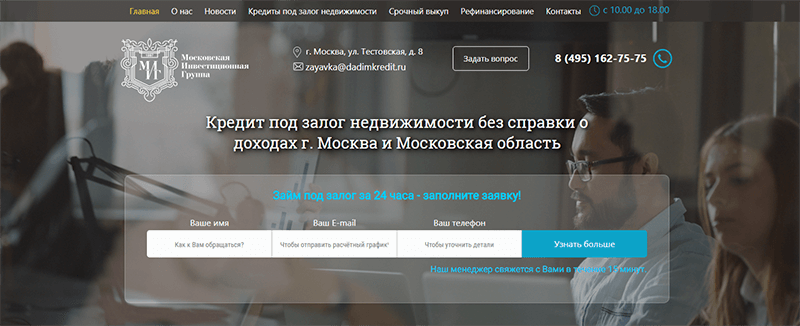 Главная О нас Новости Кредиты под залог недвижимости Срочный выкуп Рефинансирование Контакты с 10.00 до 18.00
МИГ
Московская
Инвестиционная
Группа
г. Москва, ул. Тестовская, д. 8
zayavka@dadimkredit.ru
Задать вопрос
8 (495) 162-75-75
Кредит под залог недвижимости без справки о
доходах г. Москва и Московская область
Займ под залог за 24 часа - заполните заявку!
Ваше имя Ваш E-mail Ваш телефон
Как к Вам обращаться? Чтобы отправить расчётный график Чтобы уточнить детали Узнать больше
Наш менеджер свяжется с Вами в течение 15 минут.